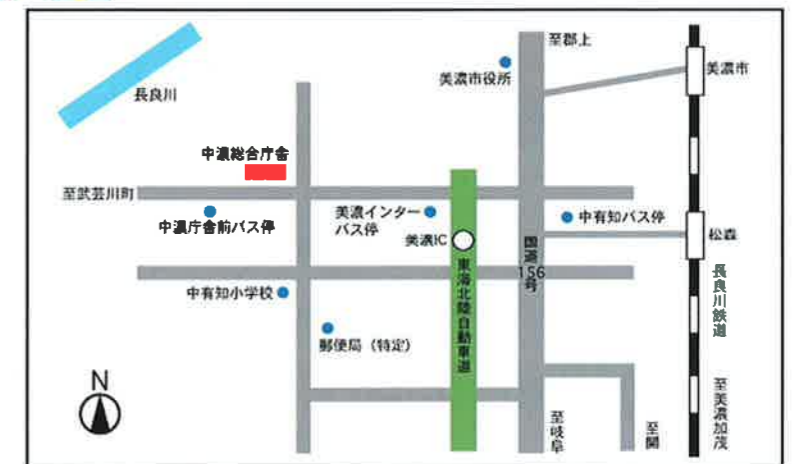 至郡上
美濃市役所
美濃市
長良川
中濃総合庁舎
至武芸川町
中濃庁舎前バス停
美濃インター
バス停
中有知バス停
美濃IC
松森
国道
156
号
東海北陸自動車道
長良川鉄道
中有知小学校
郵便局（特定）
N
至岐阜
至関
至美濃加茂